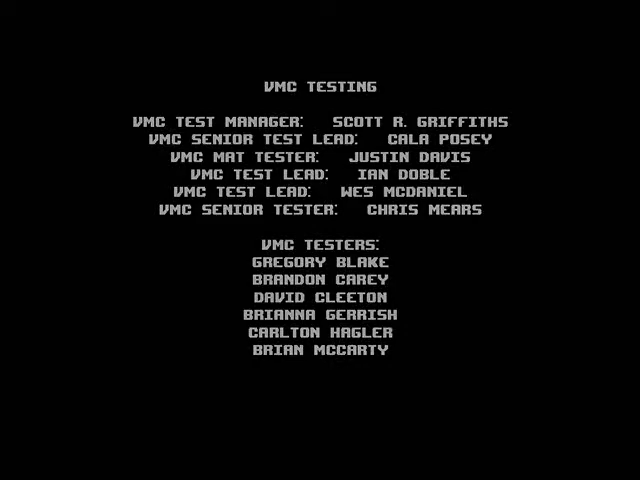 VMC TESTING
VMC TEST MANAGER: SCOTT R. GRIFFITHS
VMC SENIOR TEST LEAD: CALA POSEY
VMC MAT TESTER: JUSTIN DAVIS
VMC TEST LEAD: IAN DOBLE
VMC TEST LEAD: WES MCDANIEL
VMC SENIOR TESTER: CHRIS MEARS
VMC TESTERS:
GREGORY BLAKE
BRANDON CAREY
DAVID CLEETON
BRIANNA GERRISH
CARLTON HAGLER
BRIAN MCCARTY